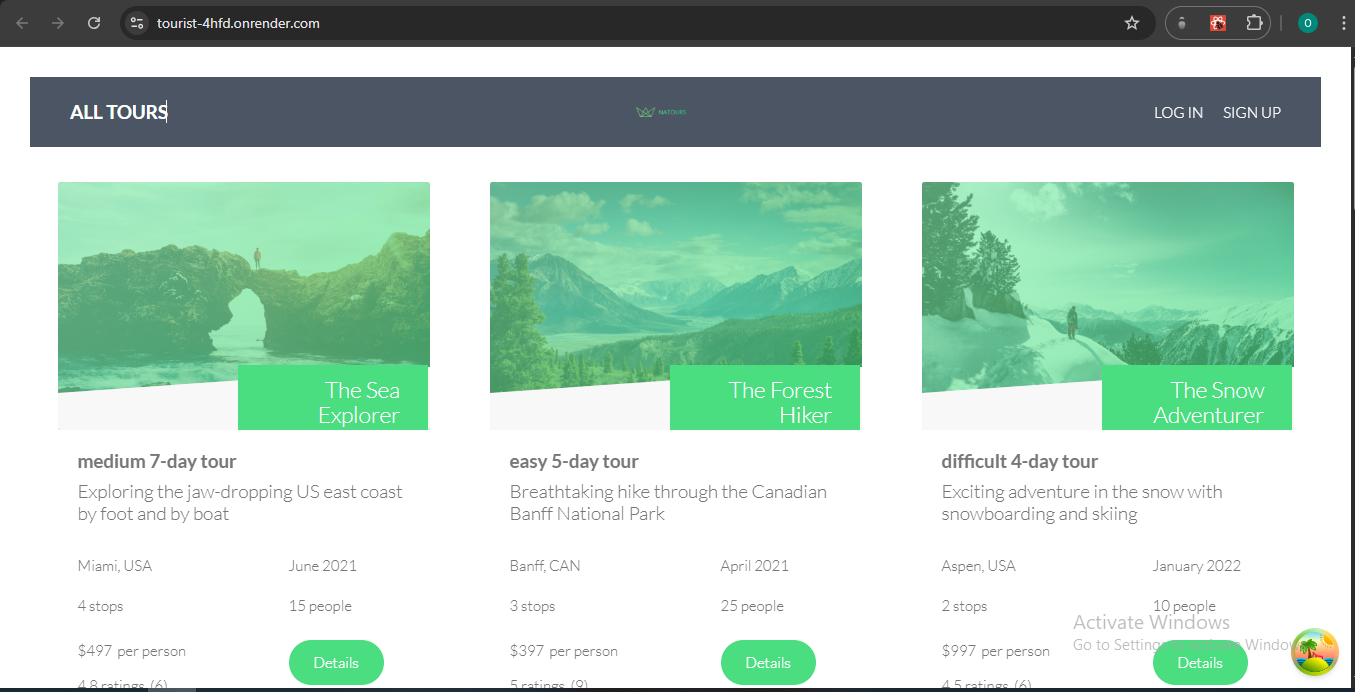 tourist-4hfd.onrender.com
O
ALL TOURS
NATOURS
LOG IN
SIGN UP
The Sea
Explorer
medium 7-day tour
Exploring the jaw-dropping US east coast
by foot and by boat
Miami, USA
June 2021
4 stops
15 people
$497 per person
Details
4.8 ratings (6)
The Forest
Hiker
easy 5-day tour
Breathtaking hike through the Canadian
Banff National Park
Banff, CAN
April 2021
3 stops
25 people
$397 per person
Details
5 ratings (9)
The Snow
Adventurer
difficult 4-day tour
Exciting adventure in the snow with
snowboarding and skiing
Aspen, USA
January 2022
2 stops
10 people
$997 per person
Details
4.5 ratings (6)
Activate Windows
Go to Settings